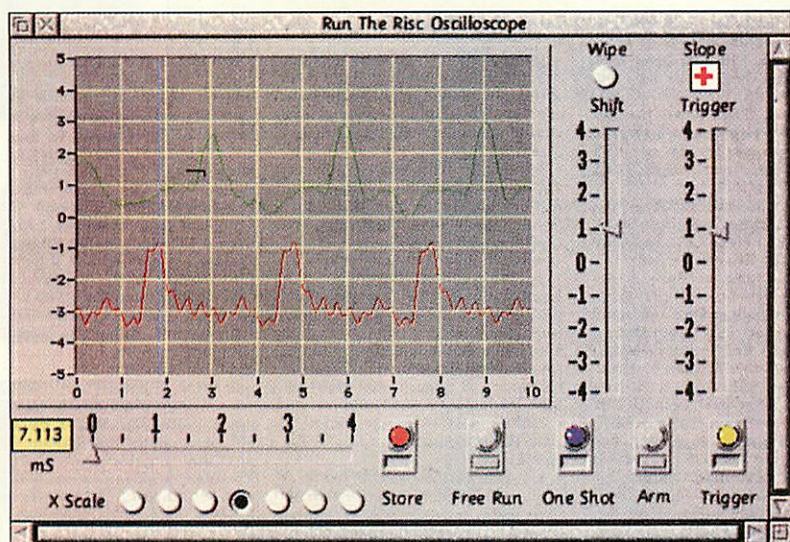 Run The Risc Oscilloscope
Wipe
Slope
Shift
Trigger
5
4
3
2
1
0
-1
-2
-3
-4
-5
0 1 2 3 4 5 6 7 8 9 10
4
3
2
1
0
-1
-2
-3
-4
4
3
2
1
0
-1
-2
-3
-4
7.113
mS
0 1 2 3 4
X Scale
Store
Free Run
One Shot
Arm
Trigger